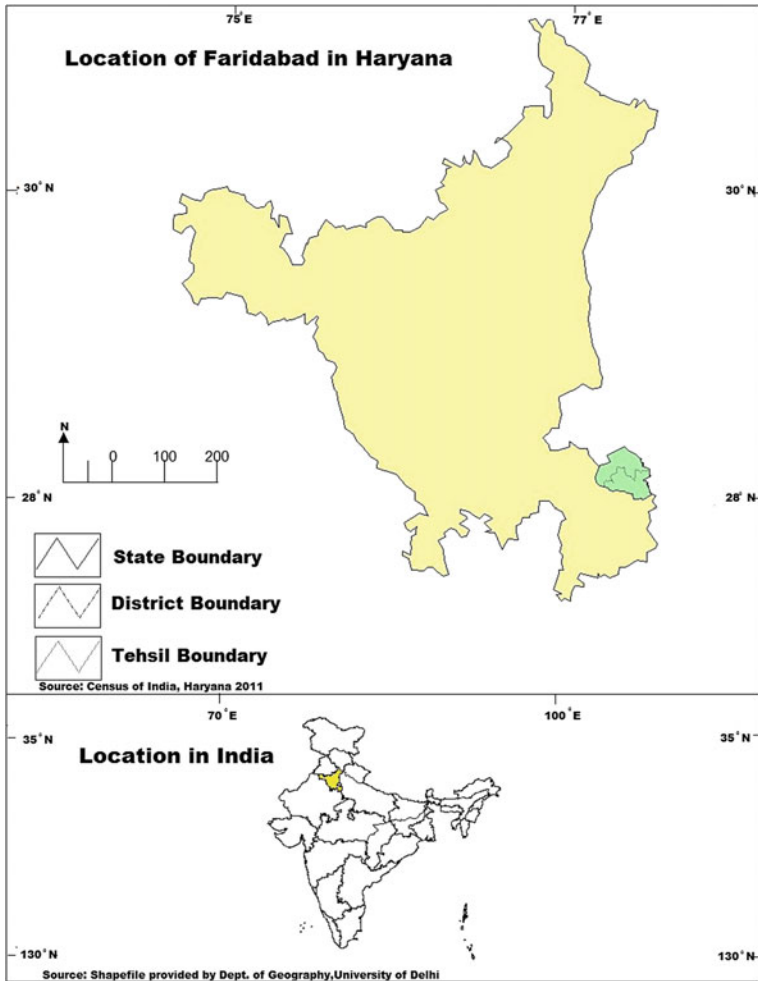 75°E 77°E
Location of Faridabad in Haryana
30°N 30°N
N
0 100 200
28°N 28°N
State Boundary
District Boundary
Tehsil Boundary
Source: Census of India, Haryana 2011
70°E 100°E
35°N 35°N
Location in India
130°N 130°N
Source: Shapefile provided by Dept. of Geography,University of Delhi